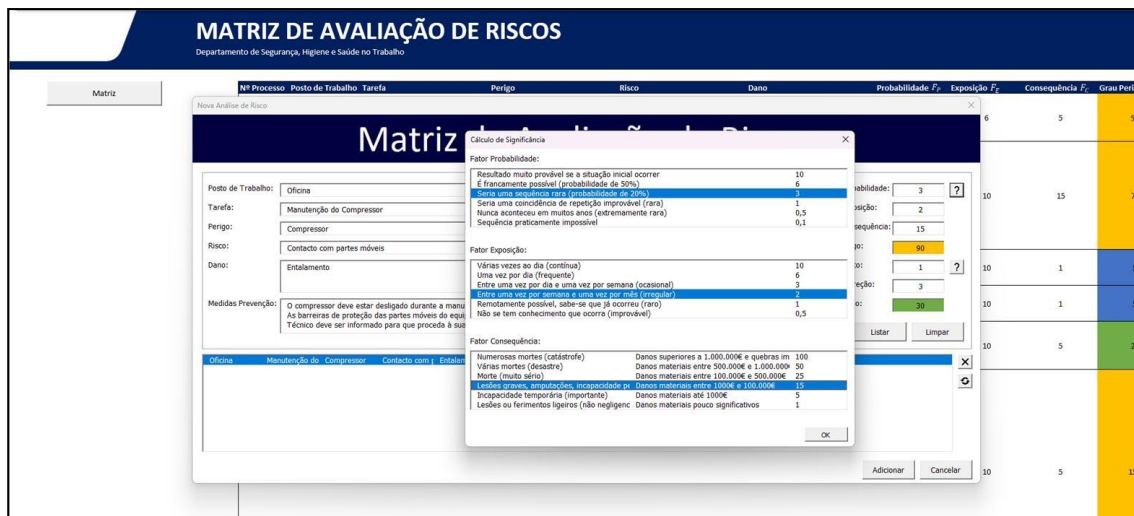 MATRIZ DE AVALIAÇÃO DE RISCOS
Departamento de Segurança, Higiene e Saúde no Trabalho
Matriz
Nº Processo Posto de Trabalho Tarefa Perigo Risco Dano Probabilidade Fₚ Exposição F_E Consequência F_C Grau
Nova Análise de Risco
Matriz
Cálculo de Significância
Fator Probabilidade:
Resultado muito provável se a situação inicial ocorrer 10
É francamente possível (probabilidade de 50%) 6
Seria uma sequência rara (probabilidade de 20%) 3
Seria uma coincidência de repetição improvável (rara) 1
Nunca aconteceu em muitos anos (extremamente rara) 0,5
Sequência praticamente impossível 0,1
Fator Exposição:
Várias vezes ao dia (contínua) 10
Uma vez por dia (frequente) 6
Entre uma vez por dia e uma vez por semana (ocasional) 3
Entre uma vez por semana e uma vez por mês (irregular) 2
Remotamente possível, sabe-se que já ocorreu (raro) 1
Não se tem conhecimento que ocorra (improvável) 0,5
Fator Consequência:
Numerosas mortes (catástrofe) Danos superiores a 1.000.000€ e quebras im 100
Várias mortes (desastre) Danos materiais entre 500.000€ e 1.000.000 50
Morte (muito sério) Danos materiais entre 100.000€ e 500.000€ 25
Lesões graves, amputações, incapacidade pe Danos materiais entre 1000€ e 100.000€ 15
Incapacidade temporária (importante) Danos materiais até 1000€ 5
Lesões ou ferimentos ligeiros (não negligenc Danos materiais pouco significativos 1
OK
Posto de Trabalho: Oficina
Tarefa: Manutenção do Compressor
Perigo: Compressor
Risco: Contacto com partes móveis
Dano: Entalamento
Medidas Prevenção: O compressor deve estar desligado durante a manu
As barreiras de proteção das partes móveis do equi
Técnico deve ser informado para que proceda à sua
abilidade: 3 ?
osição: 2
sequência: 15
90
1 ?
3
30
Listar Limpar
Oficina Manutenção do Compressor Contacto com Entalam
Adicionar Cancelar
6 5
10 15
10 1
10 1
10 5
10 5